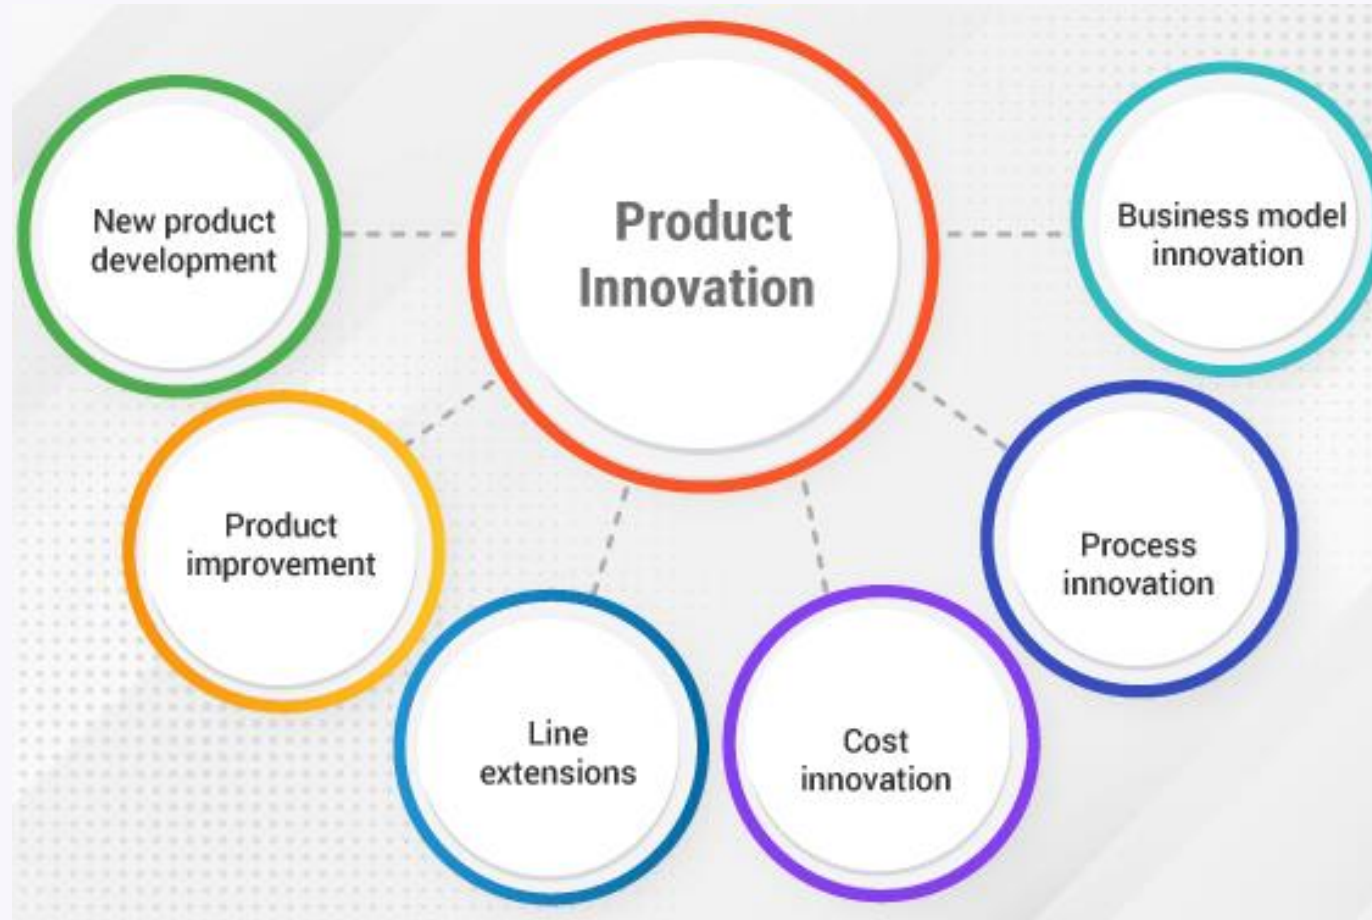 Product
Innovation
New product
development
Product
improvement
Line
extensions
Cost
innovation
Process
innovation
Business model
innovation